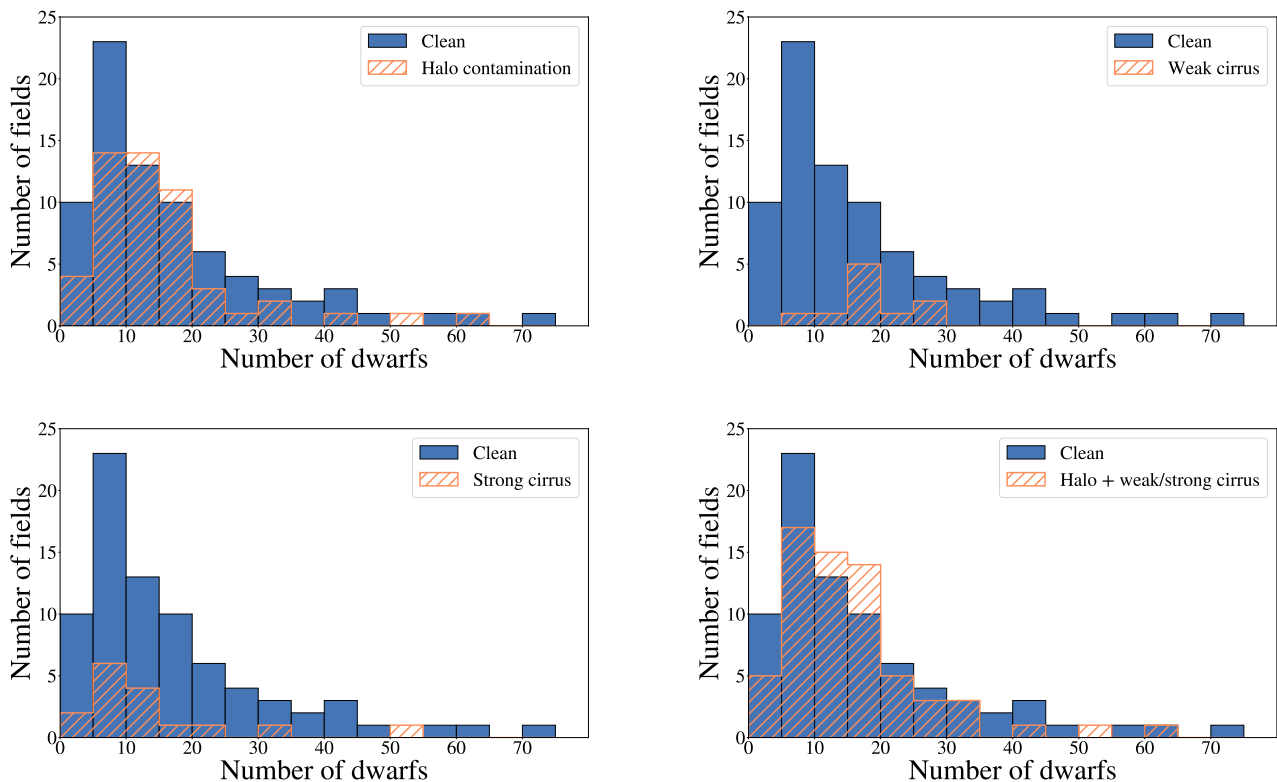 25
20
15
10
5
0
Number of fields
Clean
Halo contamination
0 10 20 30 40 50 60 70
Number of dwarfs
25
20
15
10
5
0
Number of fields
Clean
Weak cirrus
0 10 20 30 40 50 60 70
Number of dwarfs
25
20
15
10
5
0
Number of fields
Clean
Strong cirrus
0 10 20 30 40 50 60 70
Number of dwarfs
25
20
15
10
5
0
Number of fields
Clean
Halo + weak/strong cirrus
0 10 20 30 40 50 60 70
Number of dwarfs